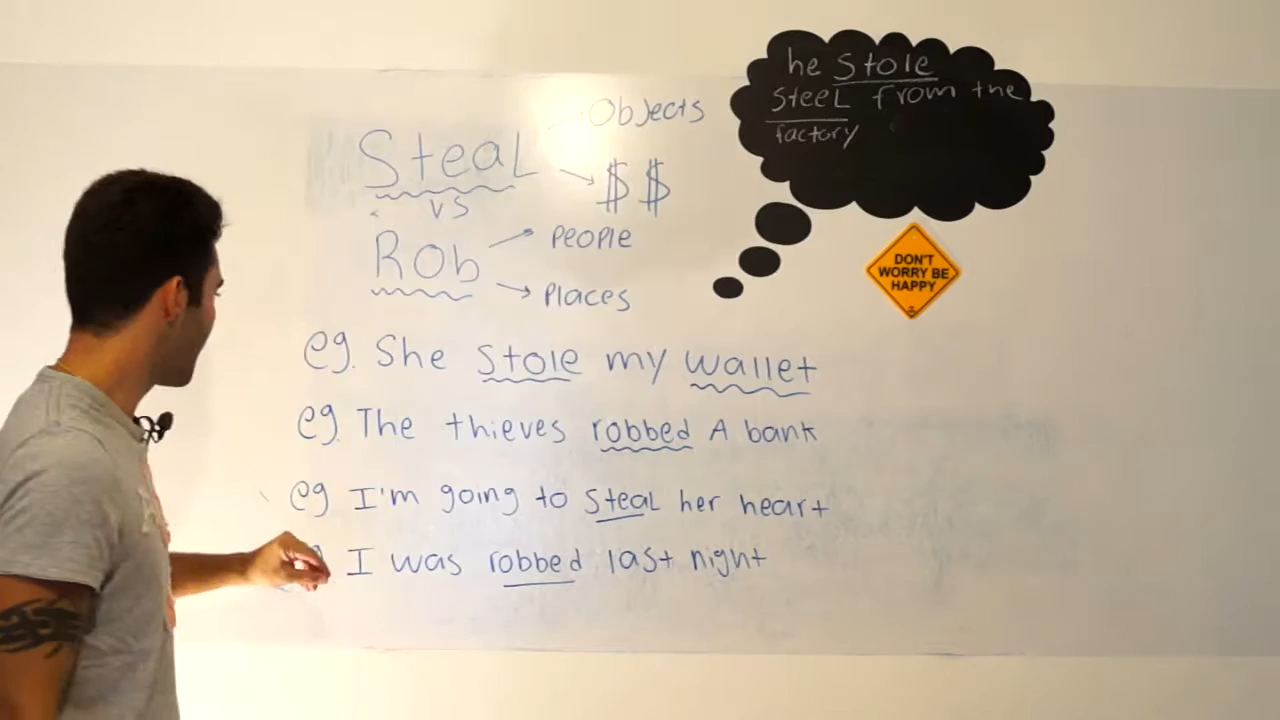 Steal
Objects
$ $
vs
Rob
People
Places
eg. She stole my wallet
eg. The thieves robbed A bank
eg I'm going to steal her heart
I was robbed last night
he stole
steel from the
factory
DON'T
WORRY BE
HAPPY